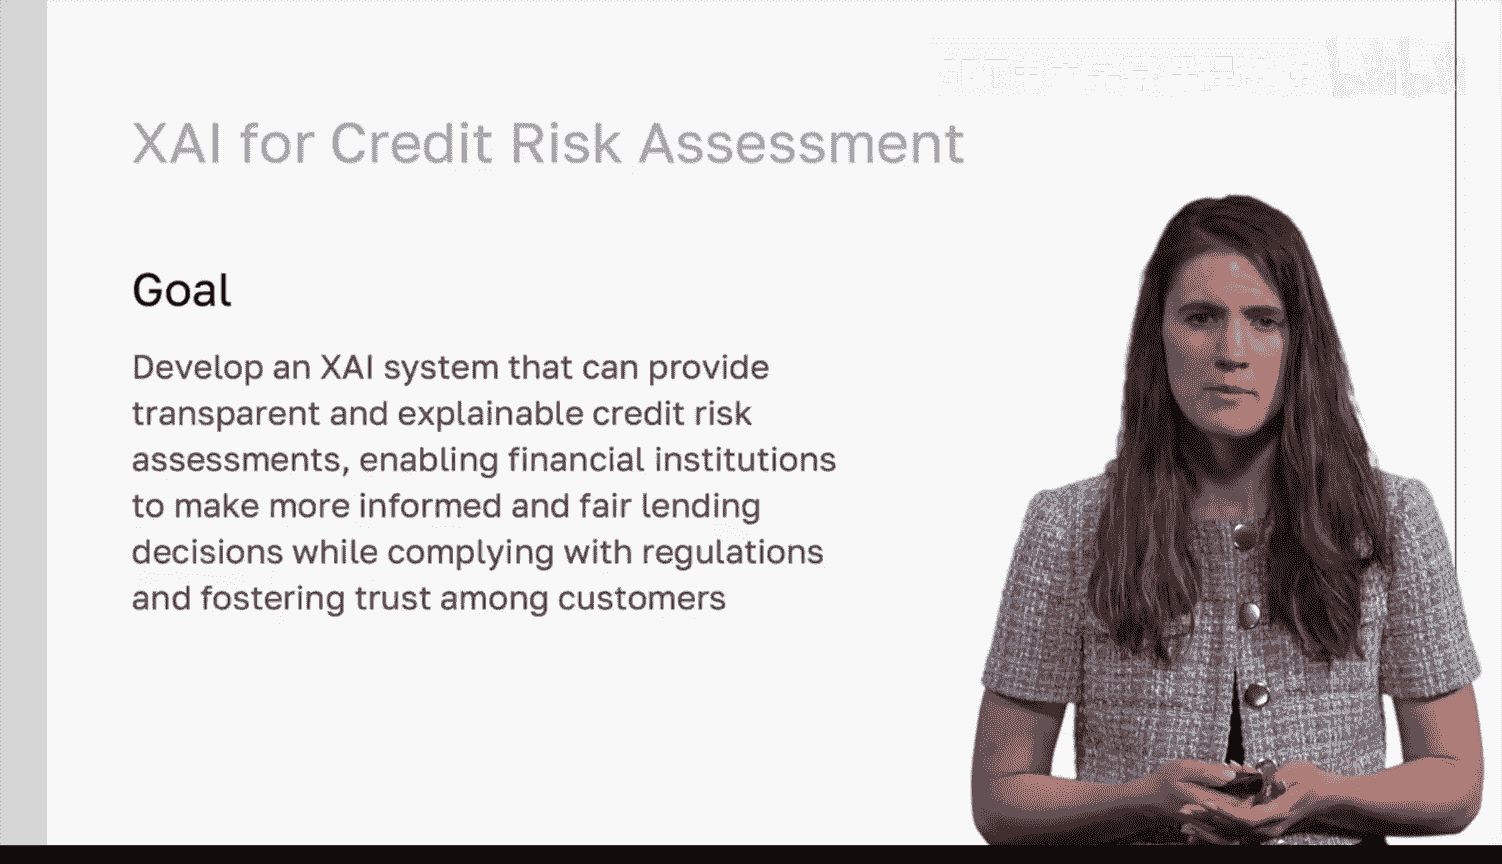 XAI for Credit Risk Assessment
Goal
Develop an XAI system that can provide
transparent and explainable credit risk
assessments, enabling financial institutions
to make more informed and fair lending
decisions while complying with regulations
and fostering trust among customers